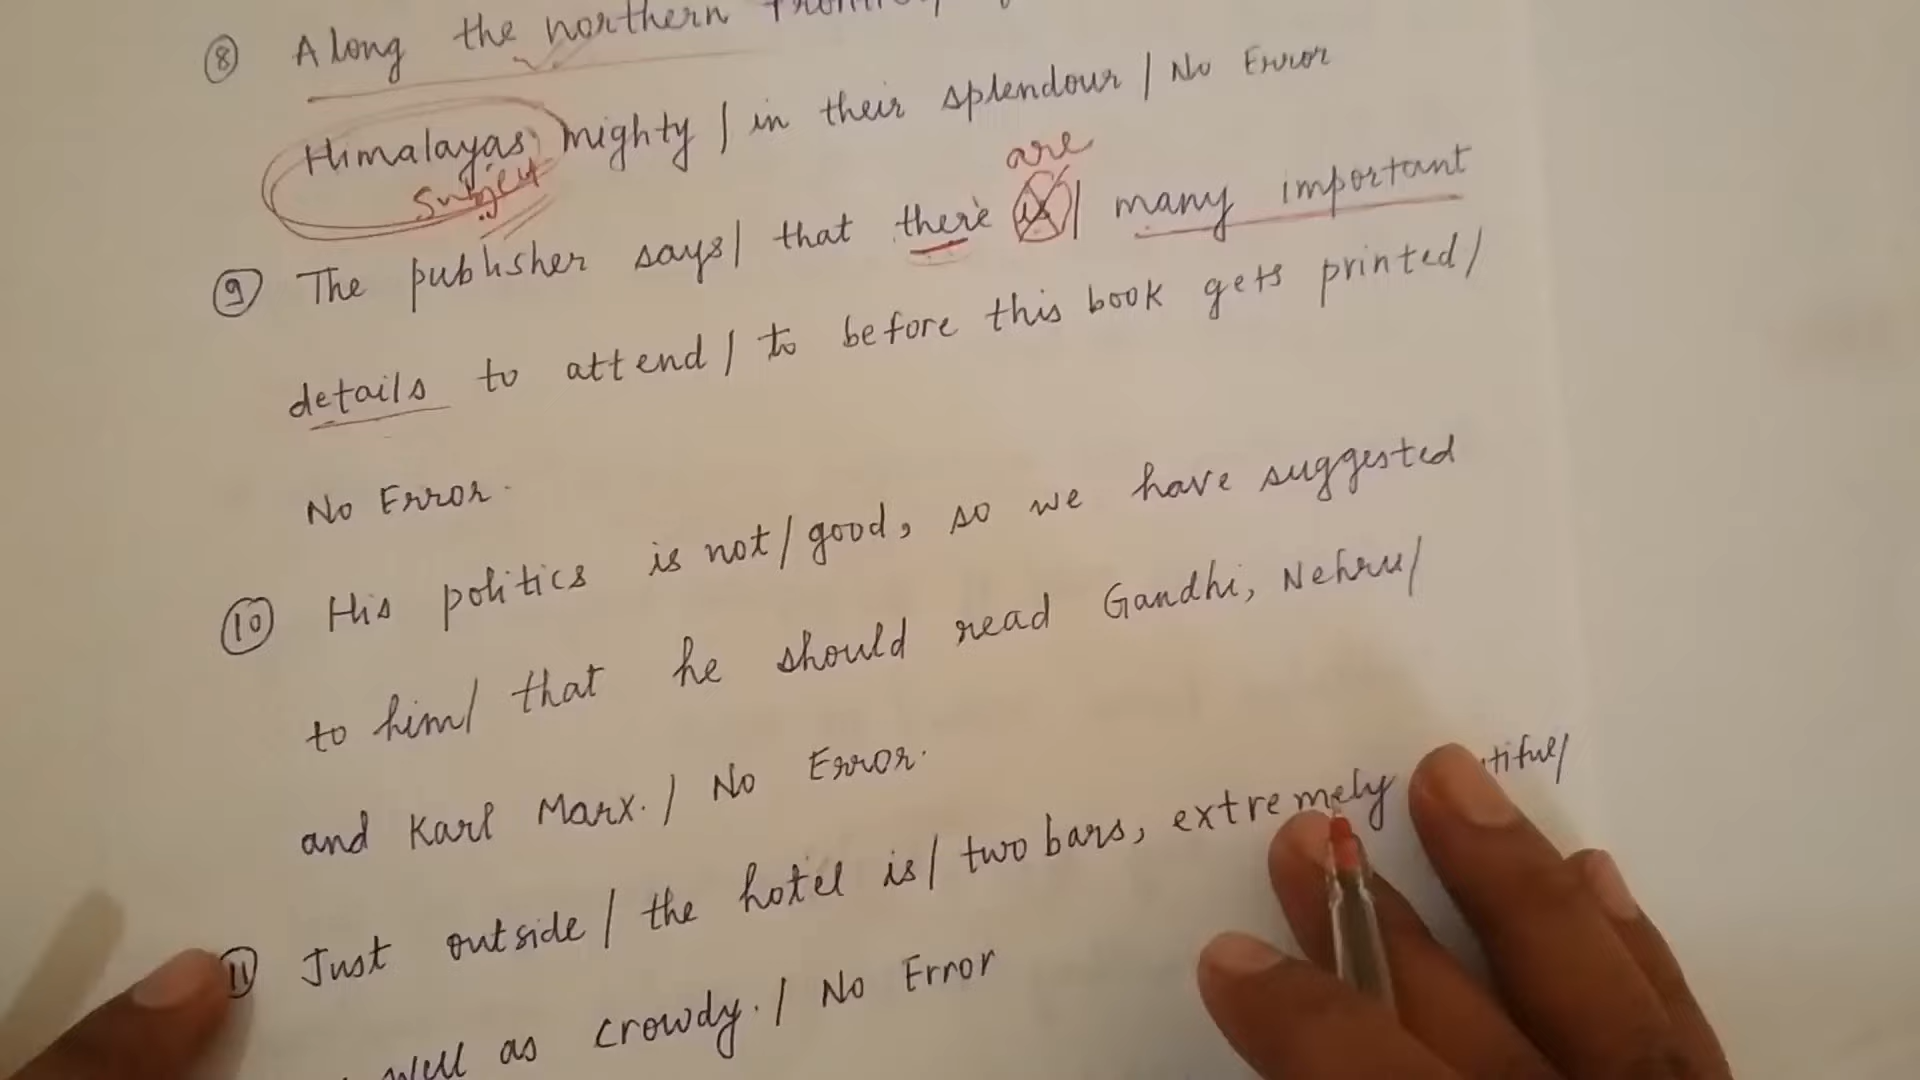 ⑧ Along the northern
Himalayas mighty / in their splendour / No Error
Subject
are
⑨ The publisher says / that there is / many important
details to attend / to before this book gets printed /
No Error.
⑩ His politics is not / good, so we have suggested
to him / that he should read Gandhi, Nehru /
and Karl Marx. / No Error.
⑪ Just outside / the hotel is / two bars, extremely
well as crowdy. / No Error